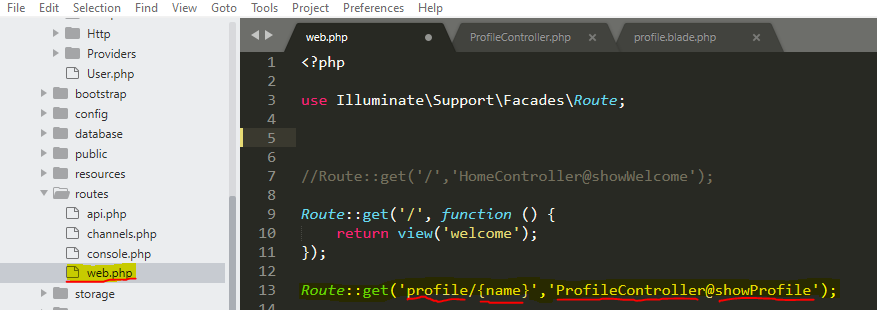 File Edit Selection Find View Goto Tools Project Preferences Help
Http
Providers
User.php
bootstrap
config
database
public
resources
routes
api.php
channels.php
console.php
web.php
storage
web.php ProfileController.php profile.blade.php
1 <?php
2
3 use Illuminate\Support\Facades\Route;
4
5
6
7 //Route::get('/','HomeController@showWelcome');
8
9 Route::get('/', function () {
10 return view('welcome');
11 });
12
13 Route::get('profile/{name}','ProfileController@showProfile');